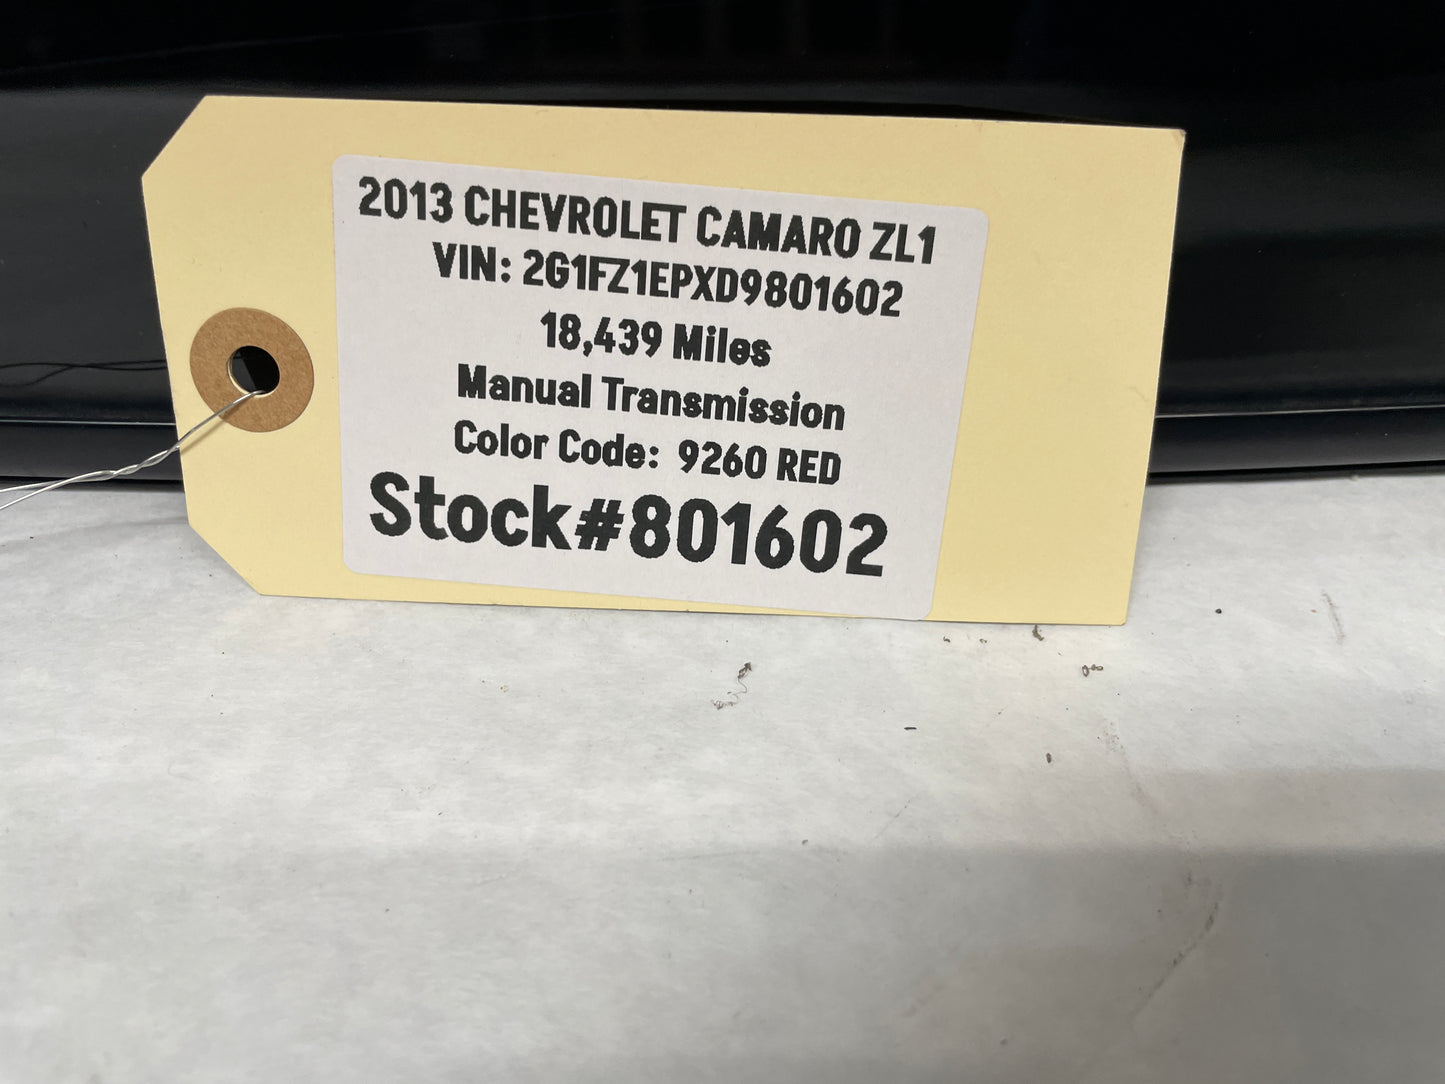 2013 CHEVROLET CAMARO ZL1
VIN: 2G1FZ1EPXD9801602
18,439 Miles
Manual Transmission
Color Code: 9260 RED
Stock#801602